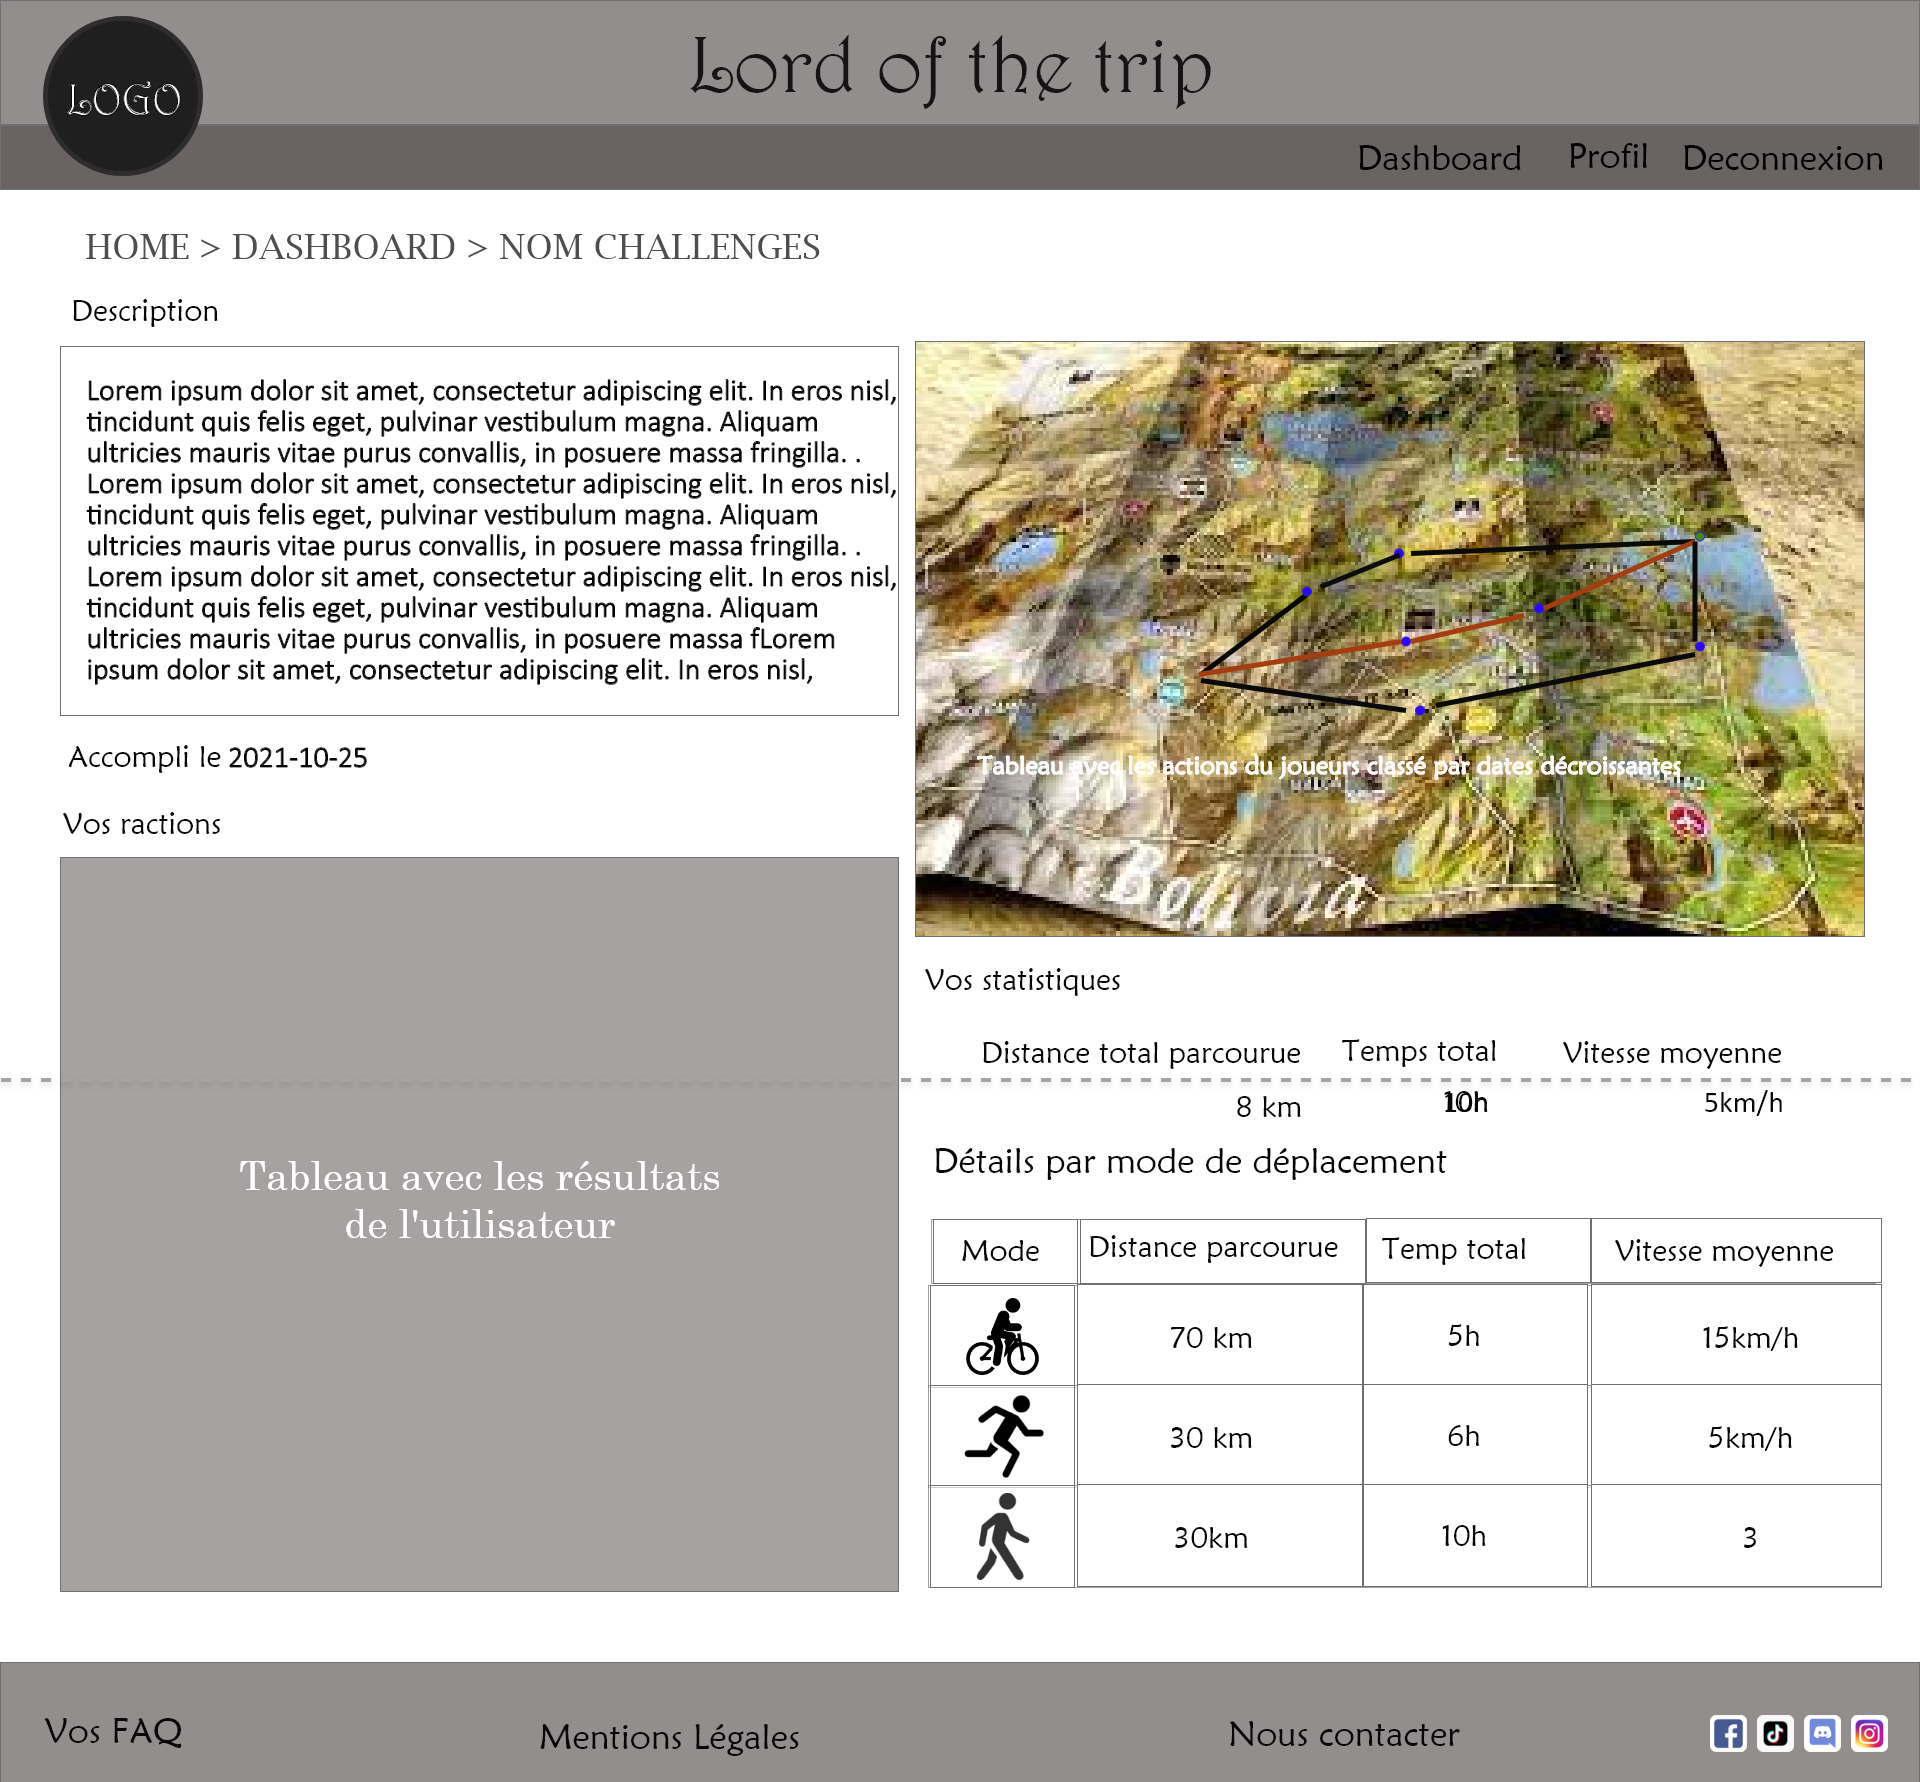 Lord of the trip
LOGO
Dashboard Profil Deconnexion
HOME > DASHBOARD > NOM CHALLENGES
Description
Lorem ipsum dolor sit amet, consectetur adipiscing elit. In eros nisl,
tincidunt quis felis eget, pulvinar vestibulum magna. Aliquam
ultricies mauris vitae purus convallis, in posuere massa fringilla. .
Lorem ipsum dolor sit amet, consectetur adipiscing elit. In eros nisl,
tincidunt quis felis eget, pulvinar vestibulum magna. Aliquam
ultricies mauris vitae purus convallis, in posuere massa fringilla. .
Lorem ipsum dolor sit amet, consectetur adipiscing elit. In eros nisl,
tincidunt quis felis eget, pulvinar vestibulum magna. Aliquam
ultricies mauris vitae purus convallis, in posuere massa fLorem
ipsum dolor sit amet, consectetur adipiscing elit. In eros nisl,
Accompli le 2021-10-25
Vos ractions
Tableau avec les résultats
de l'utilisateur
Tableau avec les actions du joueurs classé par dates décroissantes
Bolivia
Vos statistiques
Distance total parcourue Temps total Vitesse moyenne
8 km 10h 5km/h
Détails par mode de déplacement
Mode Distance parcourue Temp total Vitesse moyenne
70 km 5h 15km/h
30 km 6h 5km/h
30km 10h 3
Vos FAQ Mentions Légales Nous contacter